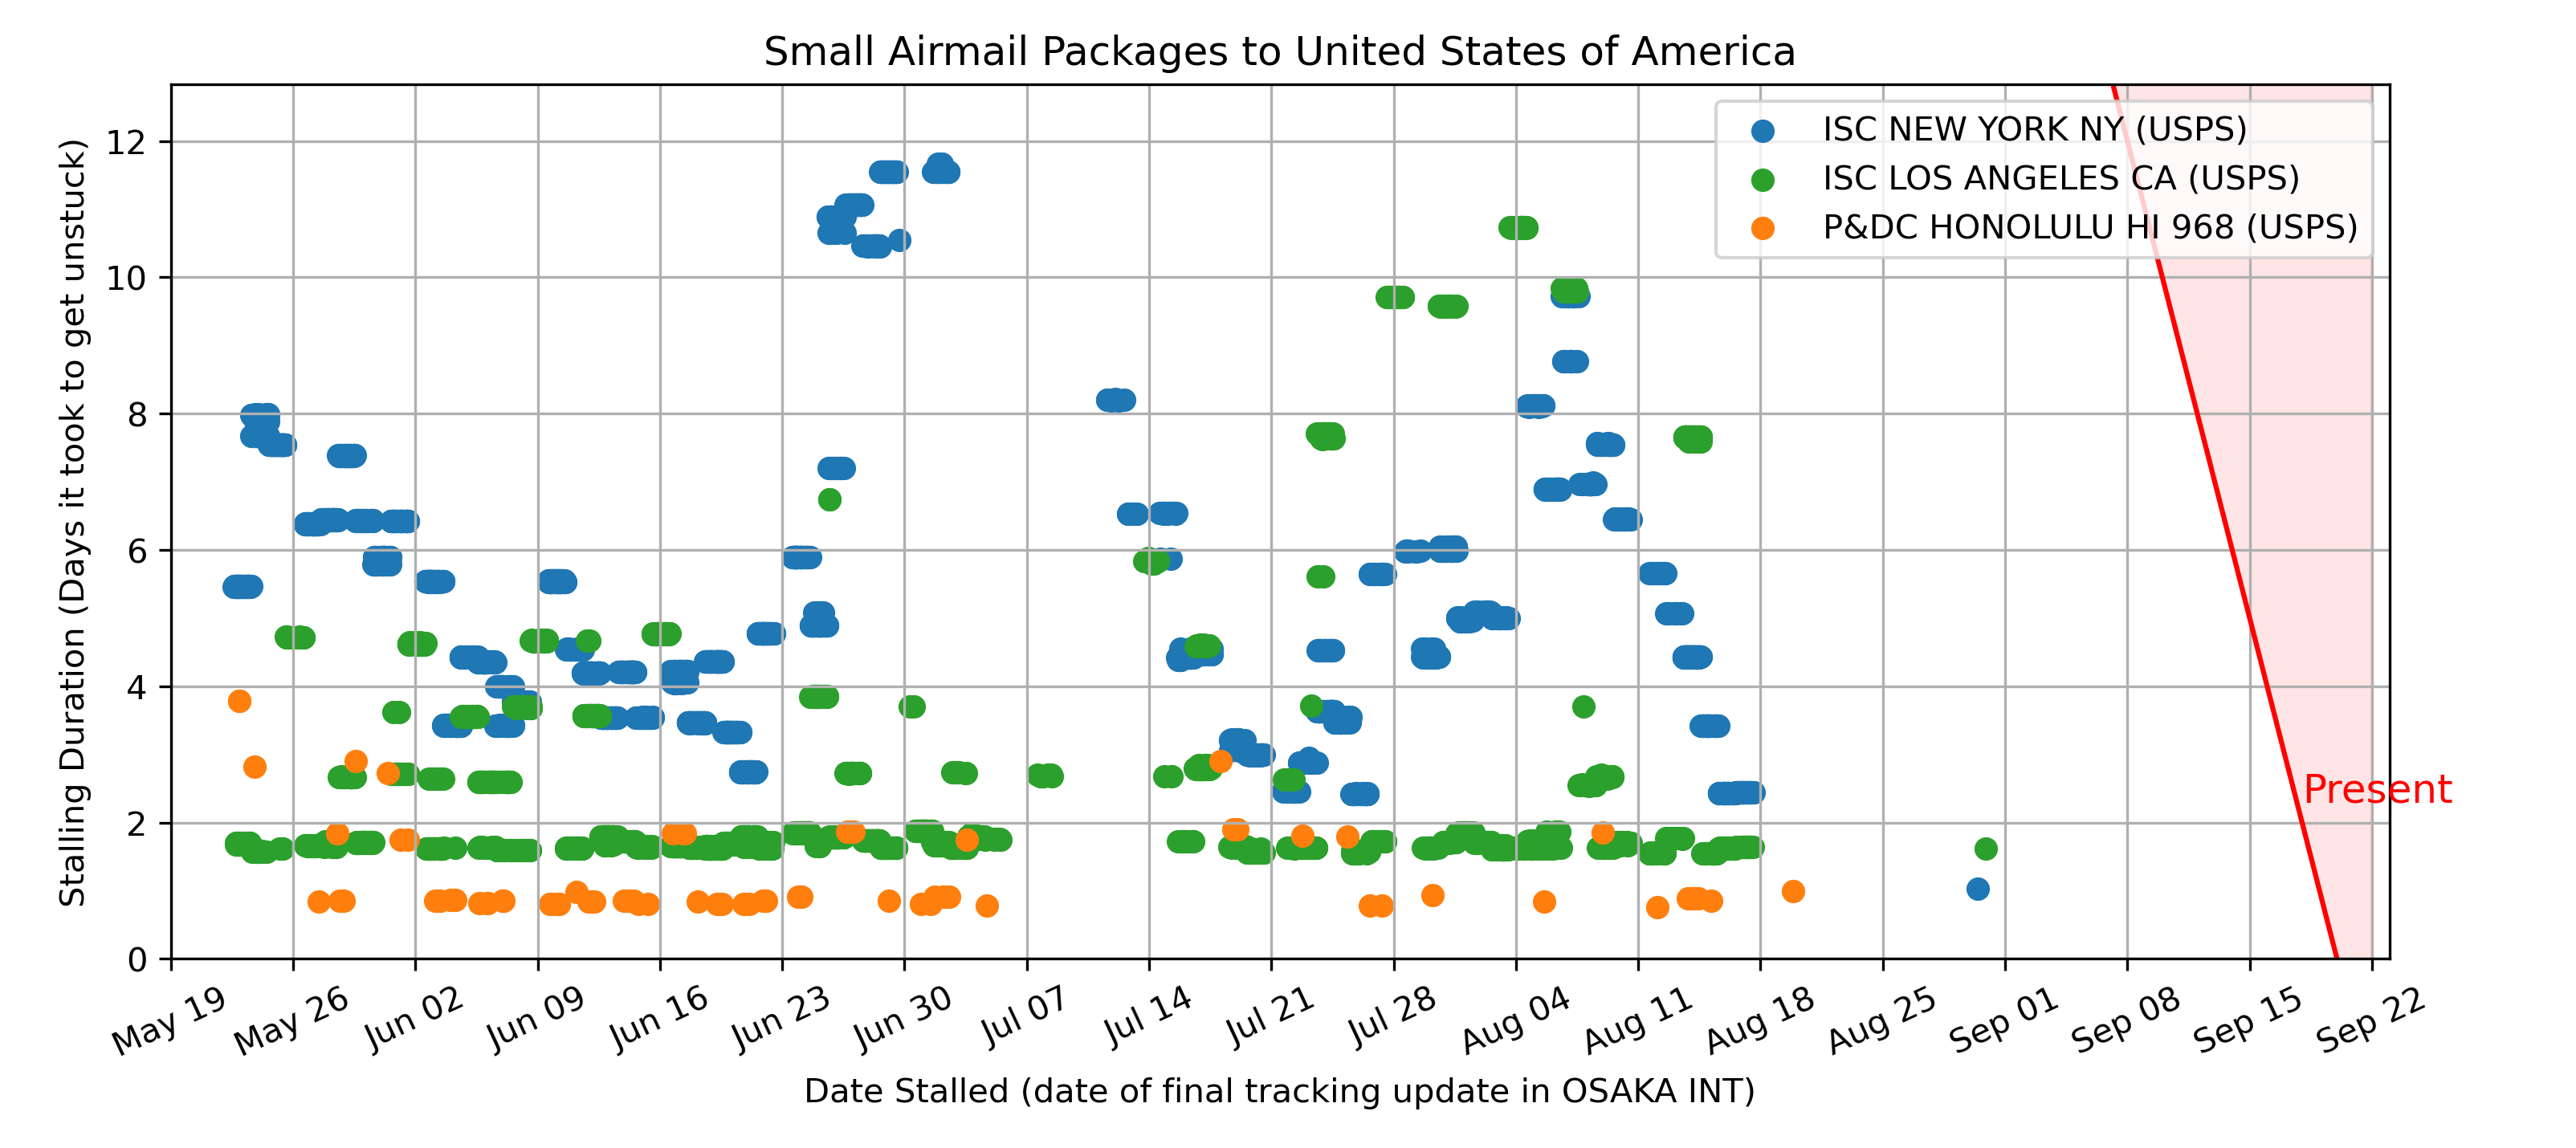 Small Airmail Packages to United States of America
Stalling Duration (Days it took to get unstuck)
12
10
8
6
4
2
0
ISC NEW YORK NY (USPS)
ISC LOS ANGELES CA (USPS)
P&DC HONOLULU HI 968 (USPS)
Present
May 19
May 26
Jun 02
Jun 09
Jun 16
Jun 23
Jun 30
Jul 07
Jul 14
Jul 21
Jul 28
Aug 04
Aug 11
Aug 18
Aug 25
Sep 01
Sep 08
Sep 15
Sep 22
Date Stalled (date of final tracking update in OSAKA INT)